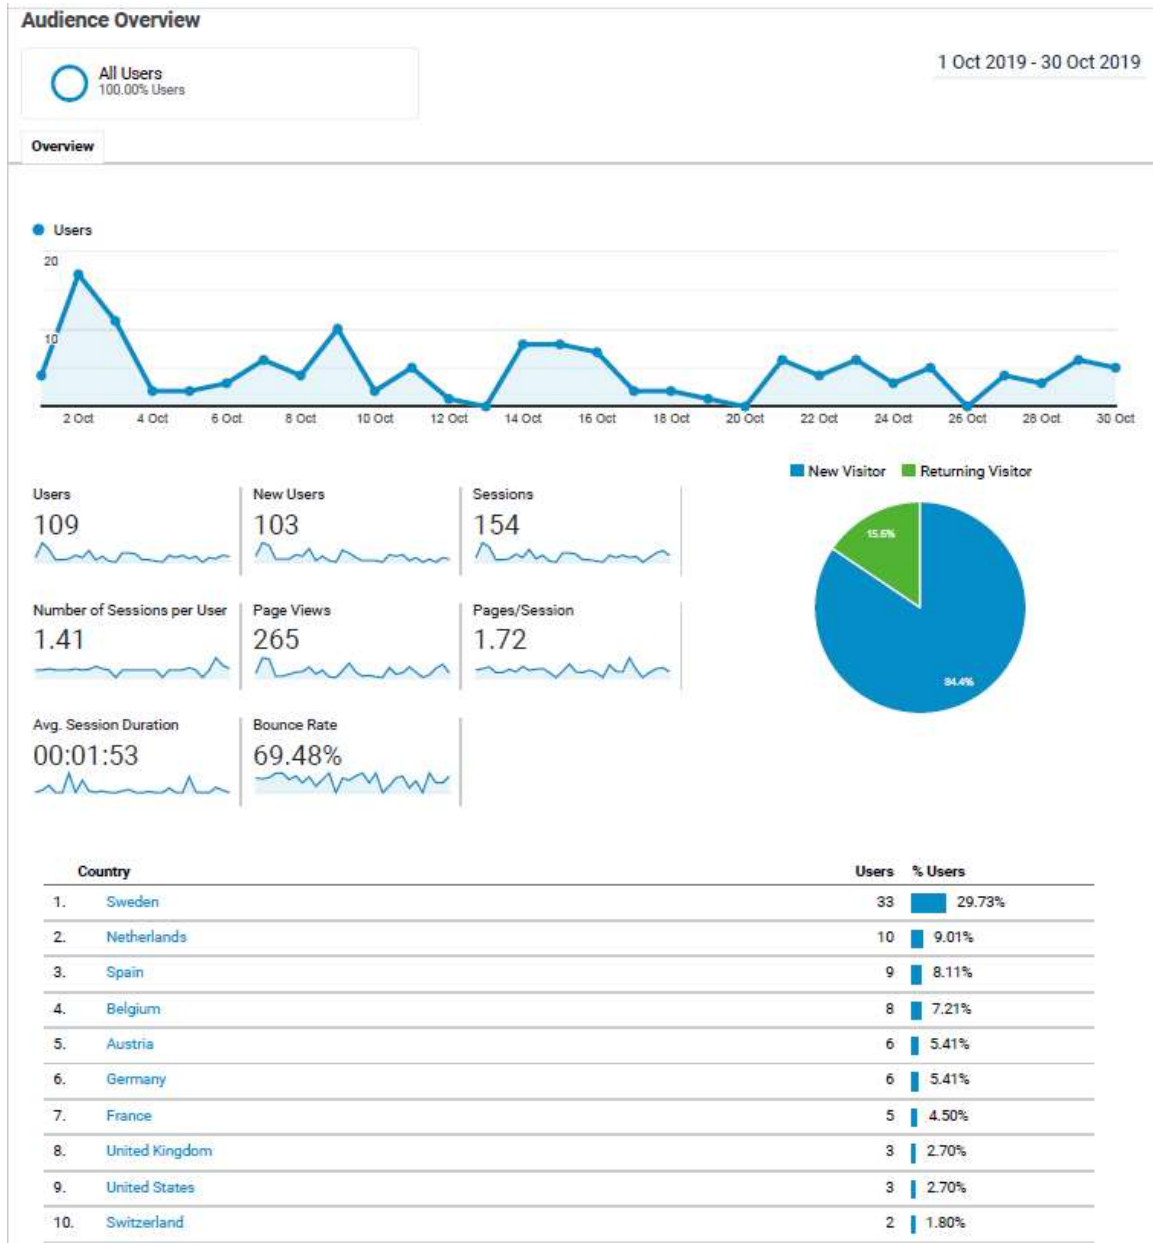 Audience Overview
All Users
100.00% Users
1 Oct 2019 - 30 Oct 2019
Overview
Users
20
10
2 Oct 4 Oct 6 Oct 8 Oct 10 Oct 12 Oct 14 Oct 16 Oct 18 Oct 20 Oct 22 Oct 24 Oct 26 Oct 28 Oct 30 Oct
New Visitor Returning Visitor
15.6%
84.4%
Users New Users Sessions
109 103 154
Number of Sessions per User Page Views Pages/Session
1.41 265 1.72
Avg. Session Duration Bounce Rate
00:01:53 69.48%
Country Users % Users
1. Sweden 33 29.73%
2. Netherlands 10 9.01%
3. Spain 9 8.11%
4. Belgium 8 7.21%
5. Austria 6 5.41%
6. Germany 6 5.41%
7. France 5 4.50%
8. United Kingdom 3 2.70%
9. United States 3 2.70%
10. Switzerland 2 1.80%